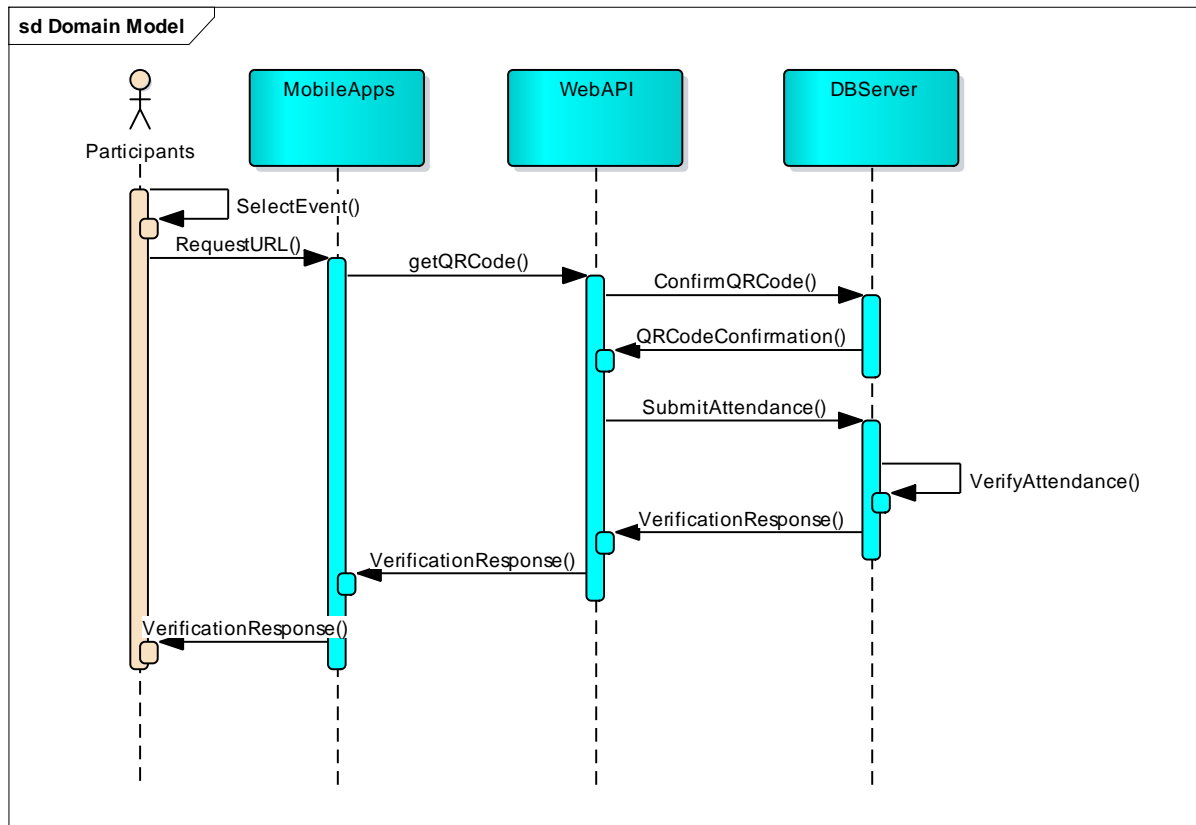 sd Domain Model
MobileApps
WebAPI
DBServer
Participants
SelectEvent()
RequestURL()
getQRCode()
ConfirmQRCode()
QRCodeConfirmation()
SubmitAttendance()
VerifyAttendance()
VerificationResponse()
VerificationResponse()
VerificationResponse()